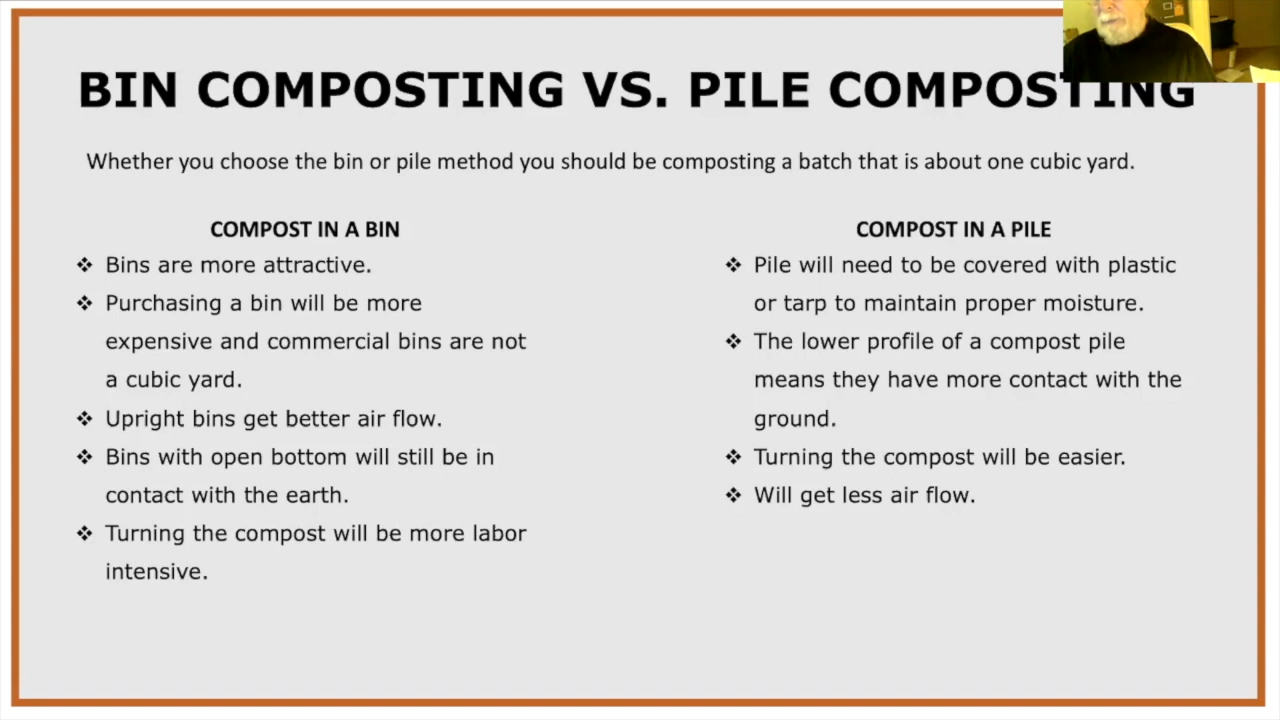 BIN COMPOSTING VS. PILE COMPOSTING
Whether you choose the bin or pile method you should be composting a batch that is about one cubic yard.
COMPOST IN A BIN
❖ Bins are more attractive.
❖ Purchasing a bin will be more
expensive and commercial bins are not
a cubic yard.
❖ Upright bins get better air flow.
❖ Bins with open bottom will still be in
contact with the earth.
❖ Turning the compost will be more labor
intensive.
COMPOST IN A PILE
❖ Pile will need to be covered with plastic
or tarp to maintain proper moisture.
❖ The lower profile of a compost pile
means they have more contact with the
ground.
❖ Turning the compost will be easier.
❖ Will get less air flow.